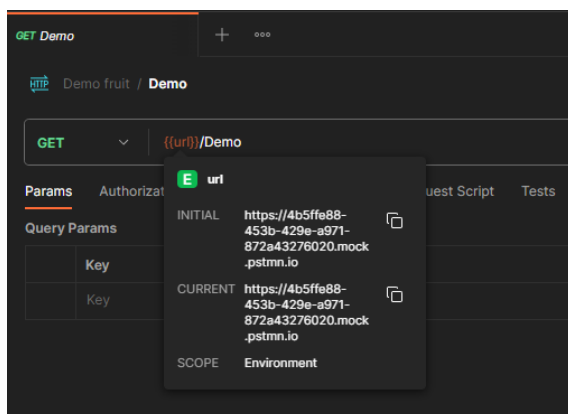 GET Demo
HTTP Demo fruit / Demo
GET {{url}}/Demo
E url
Params Authorizat uest Script Tests
INITIAL https://4b5ffe88-
453b-429e-a971-
872a43276020.mock
.pstmn.io
Query Params
Key
CURRENT https://4b5ffe88-
453b-429e-a971-
872a43276020.mock
.pstmn.io
Key
SCOPE Environment